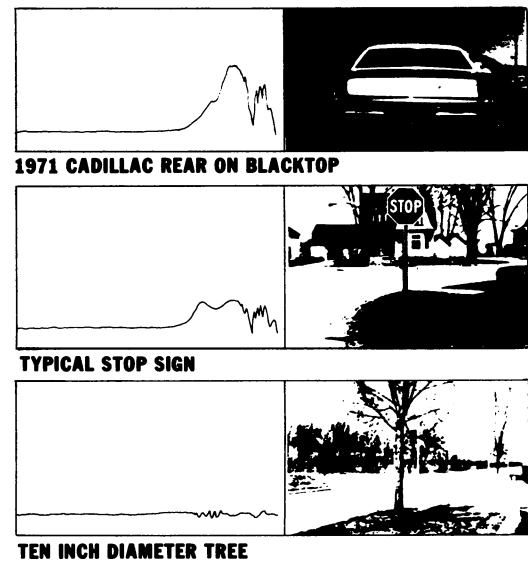 1971 CADILLAC REAR ON BLACKTOP
STOP
TYPICAL STOP SIGN
TEN INCH DIAMETER TREE